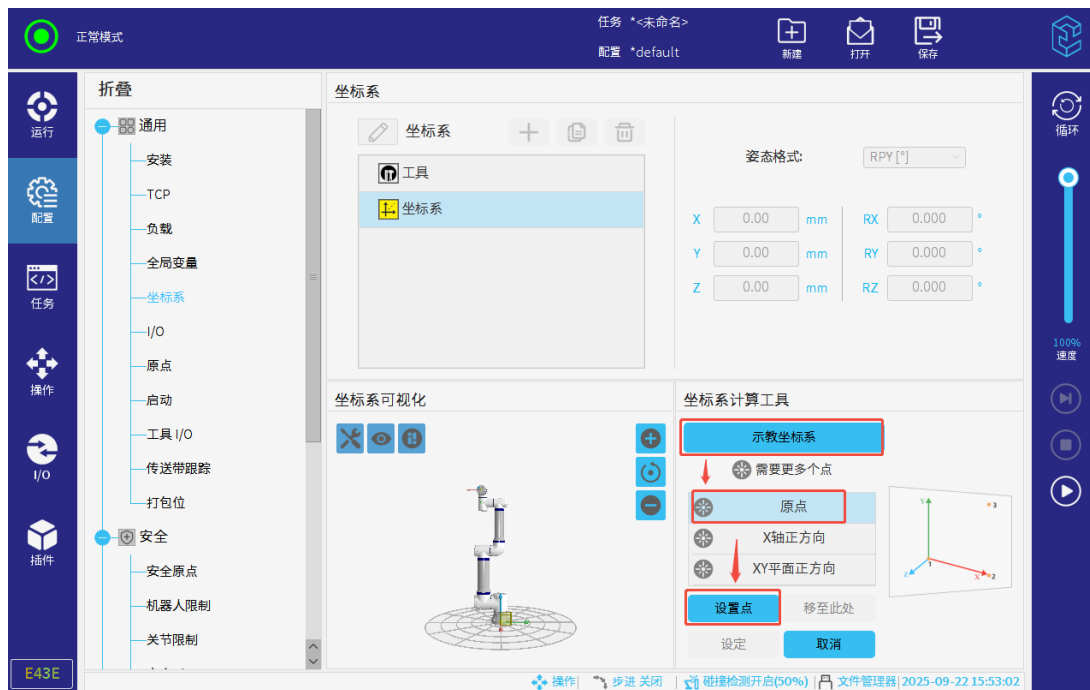 正常模式
任务 *<未命名>
配置 *default
新建
打开
保存
运行
配置
任务
操作
I/O
插件
E43E
折叠
通用
安装
TCP
负载
全局变量
坐标系
I/O
原点
启动
工具 I/O
传送带跟踪
打包位
安全
安全原点
机器人限制
关节限制
坐标系
坐标系
工具
坐标系
姿态格式: RPY [°]
X 0.00 mm RX 0.000 °
Y 0.00 mm RY 0.000 °
Z 0.00 mm RZ 0.000 °
坐标系可视化
坐标系计算工具
示教坐标系
需要更多个点
原点
X轴正方向
XY平面正方向
Y
3
1
Z
X
2
设置点 移至此处
设定 取消
循环
100%
速度
操作 步进 关闭 碰撞检测开启(50%) 文件管理器 2025-09-22 15:53:02